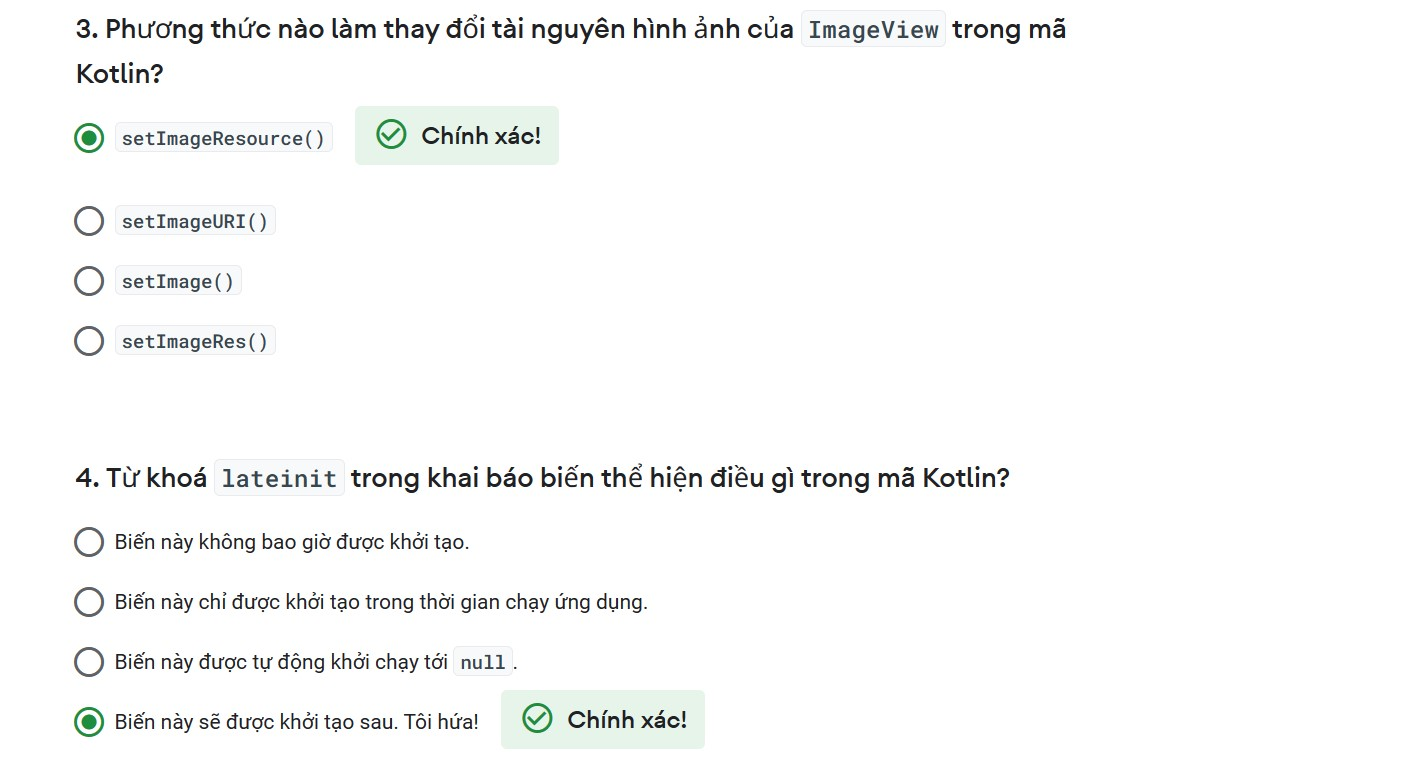 3. Phương thức nào làm thay đổi tài nguyên hình ảnh của ImageView trong mã
Kotlin?
setImageResource() Chính xác!
setImageURI()
setImage()
setImageRes()
4. Từ khoá lateinit trong khai báo biến thể hiện điều gì trong mã Kotlin?
Biến này không bao giờ được khởi tạo.
Biến này chỉ được khởi tạo trong thời gian chạy ứng dụng.
Biến này được tự động khởi chạy tới null.
Biến này sẽ được khởi tạo sau. Tôi hứa! Chính xác!